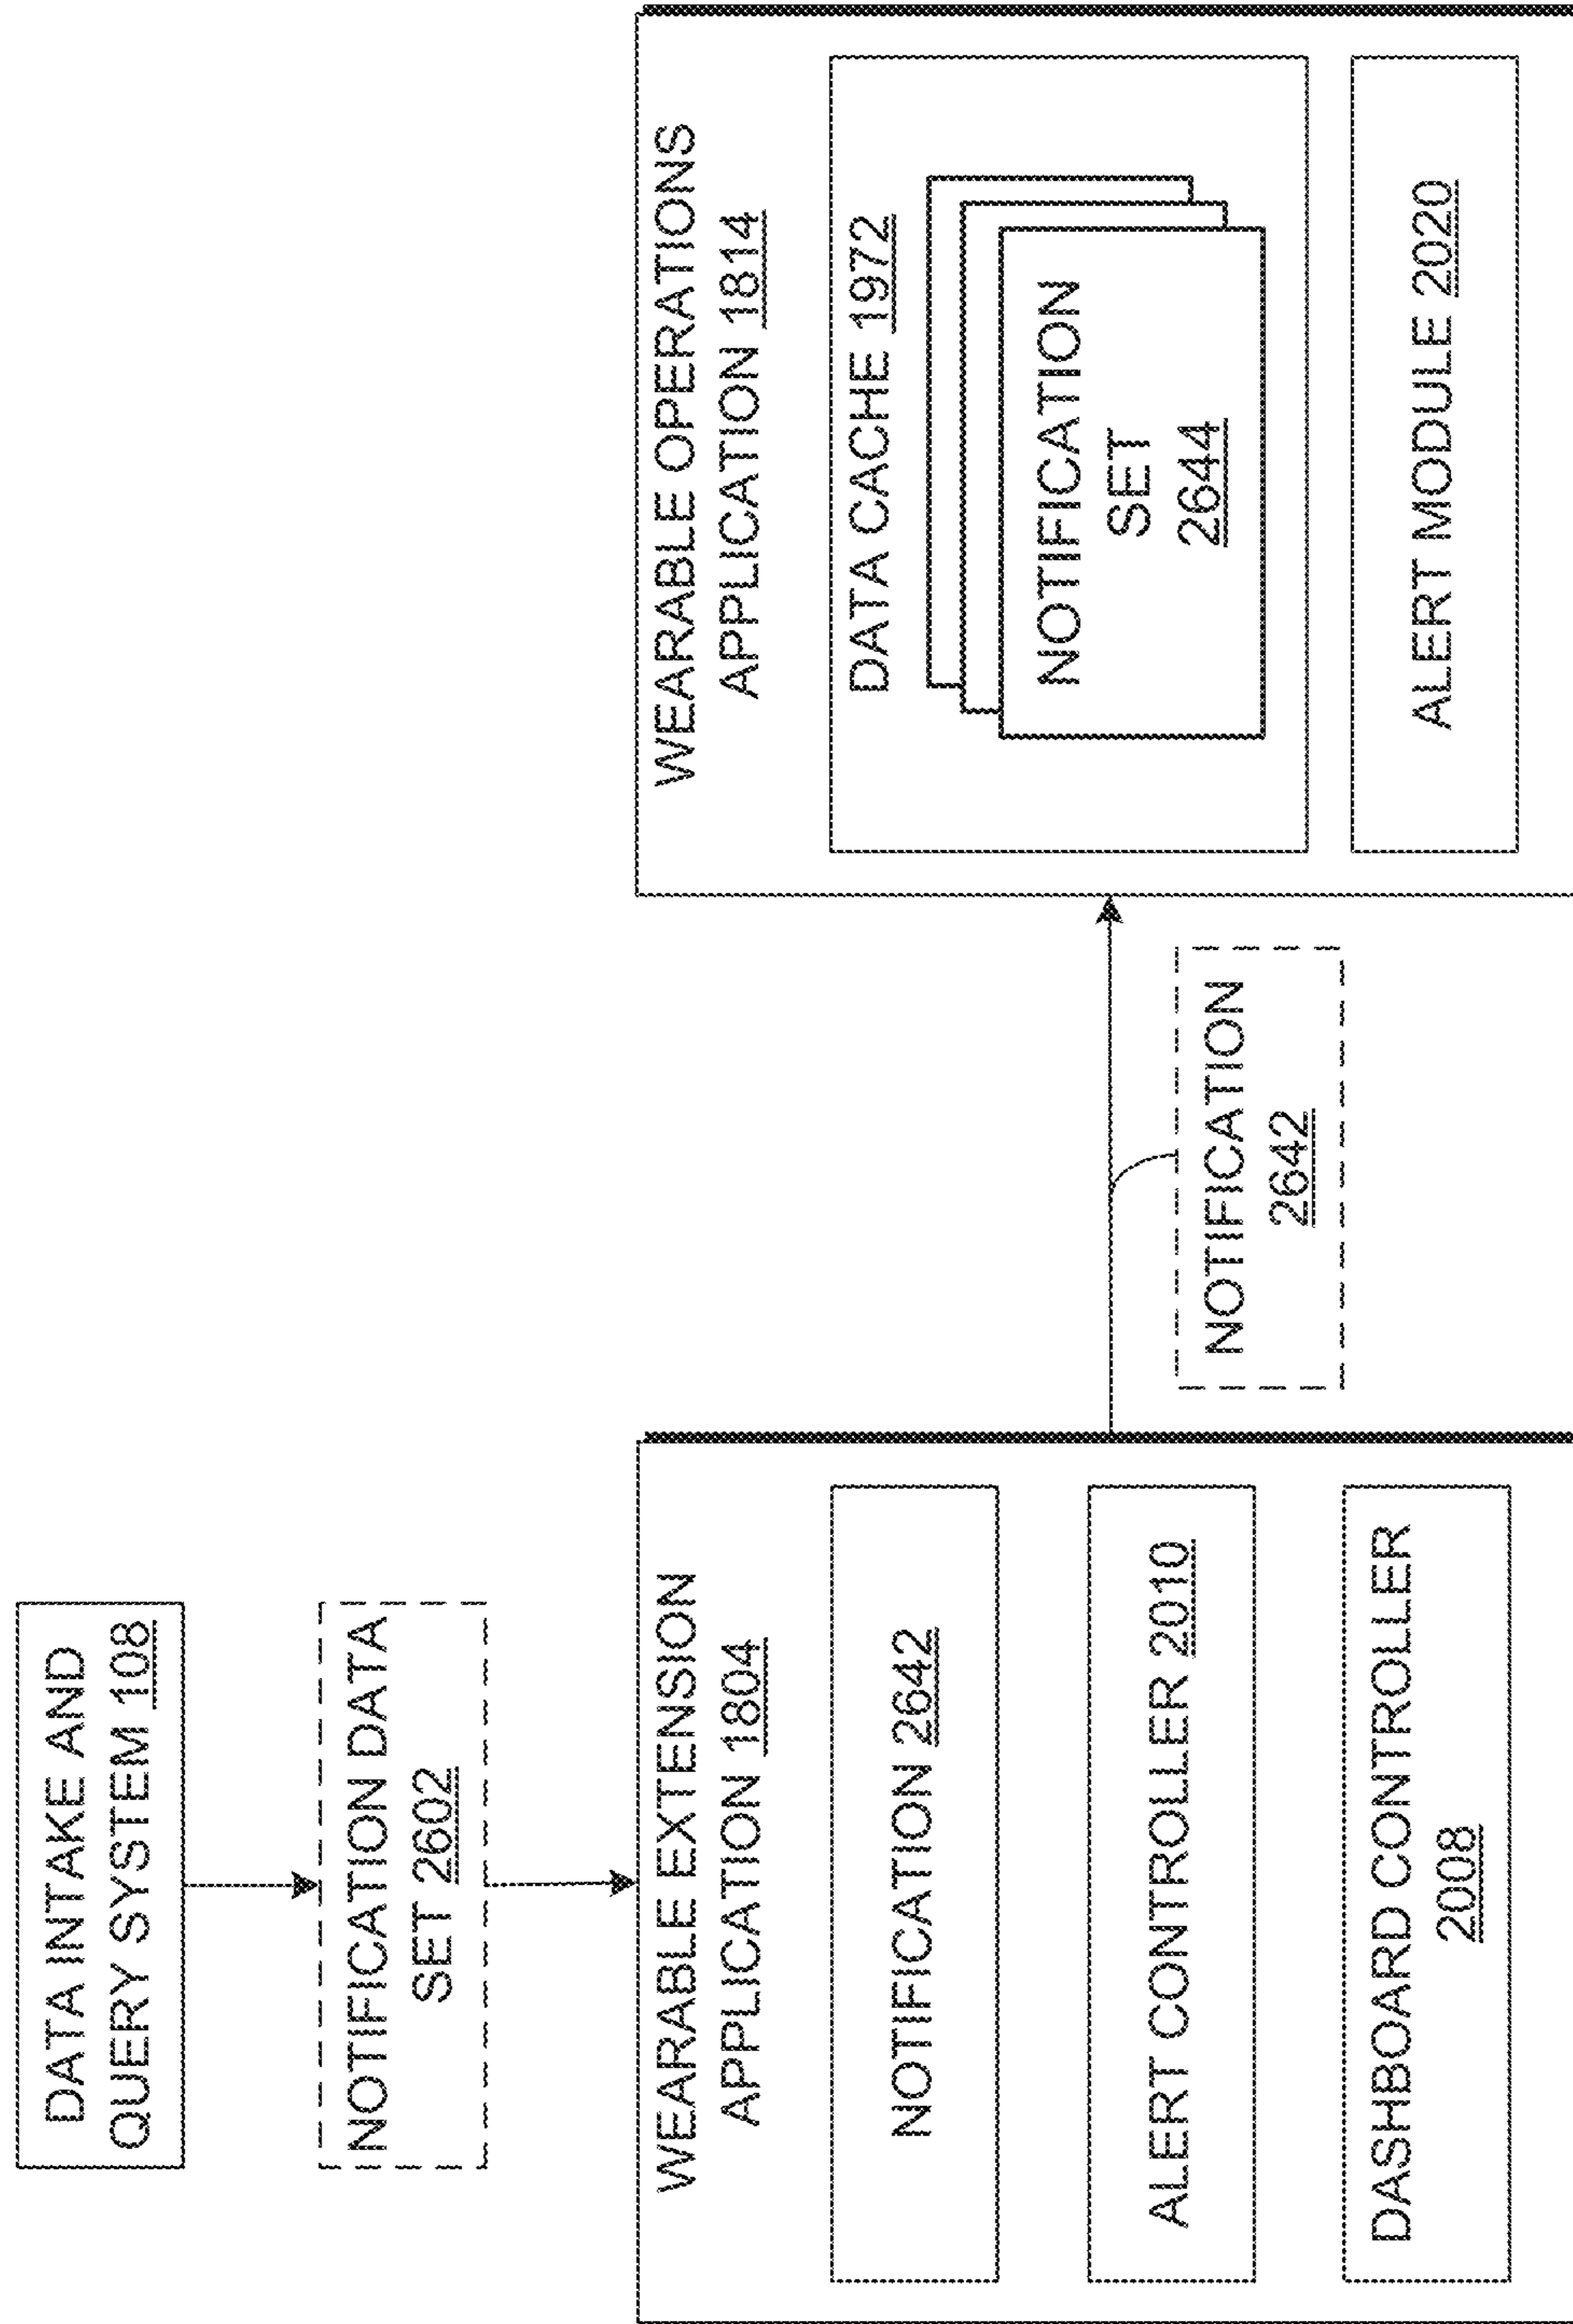 DATA INTAKE AND
QUERY SYSTEM 108
NOTIFICATION DATA
SET 2602
WEARABLE EXTENSION
APPLICATION 1804
NOTIFICATION 2642
ALERT CONTROLLER 2010
DASHBOARD CONTROLLER
2008
NOTIFICATION
2642
WEARABLE OPERATIONS
APPLICATION 1814
DATA CACHE 1972
NOTIFICATION
SET
2644
ALERT MODULE 2020